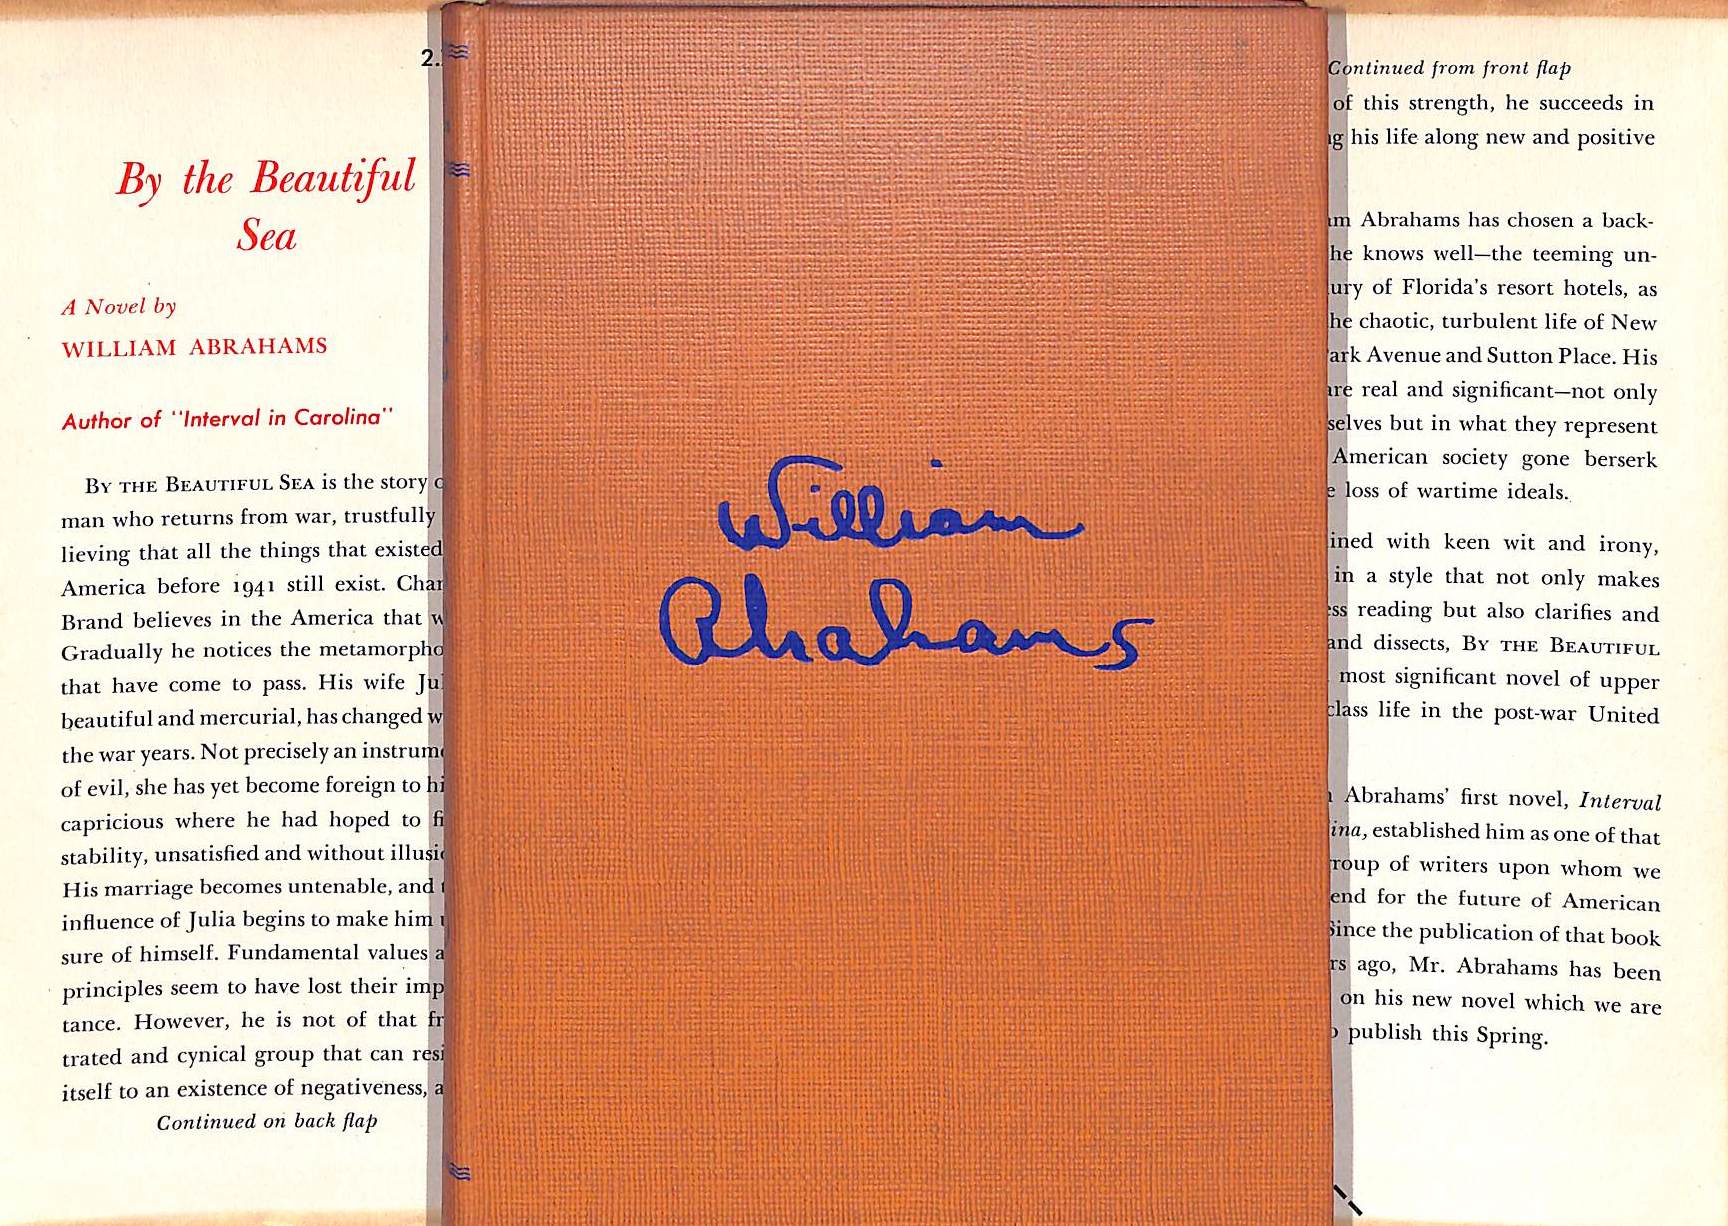 2.
By the Beautiful
Sea
A Novel by
WILLIAM ABRAHAMS
Author of "Interval in Carolina"
BY THE BEAUTIFUL SEA is the story
man who returns from war, trustfully
lieving that all the things that existed
America before 1941 still exist.
Brand believes in the America that
Gradually he notices the
that have come to pass. His wife
beautiful and mercurial, has changed
the war years. Not precisely an
of evil, she has yet become foreign to
capricious where he had hoped to
stability, unsatisfied and without
His marriage becomes untenable, and
influence of Julia begins to make him
sure of himself. Fundamental values
principles seem to have lost their
tance. However, he is not of that
trated and cynical group that can
itself to an existence of negativeness,
Continued on back flap
William
Abrahams
Continued from front flap
of this strength, he succeeds in
his life along new and positive
Abrahams has chosen a back-
he knows well—the teeming un-
of Florida's resort hotels, as
he chaotic, turbulent life of New
Avenue and Sutton Place. His
real and significant—not only
selves but in what they represent
American society gone berserk
loss of wartime ideals.
with keen wit and irony,
in a style that not only makes
reading but also clarifies and
and dissects, BY THE BEAUTIFUL
most significant novel of upper
class life in the post-war United
Abrahams' first novel, Interval
ina, established him as one of that
of writers upon whom we
for the future of American
Since the publication of that book
ago, Mr. Abrahams has been
on his new novel which we are
publish this Spring.